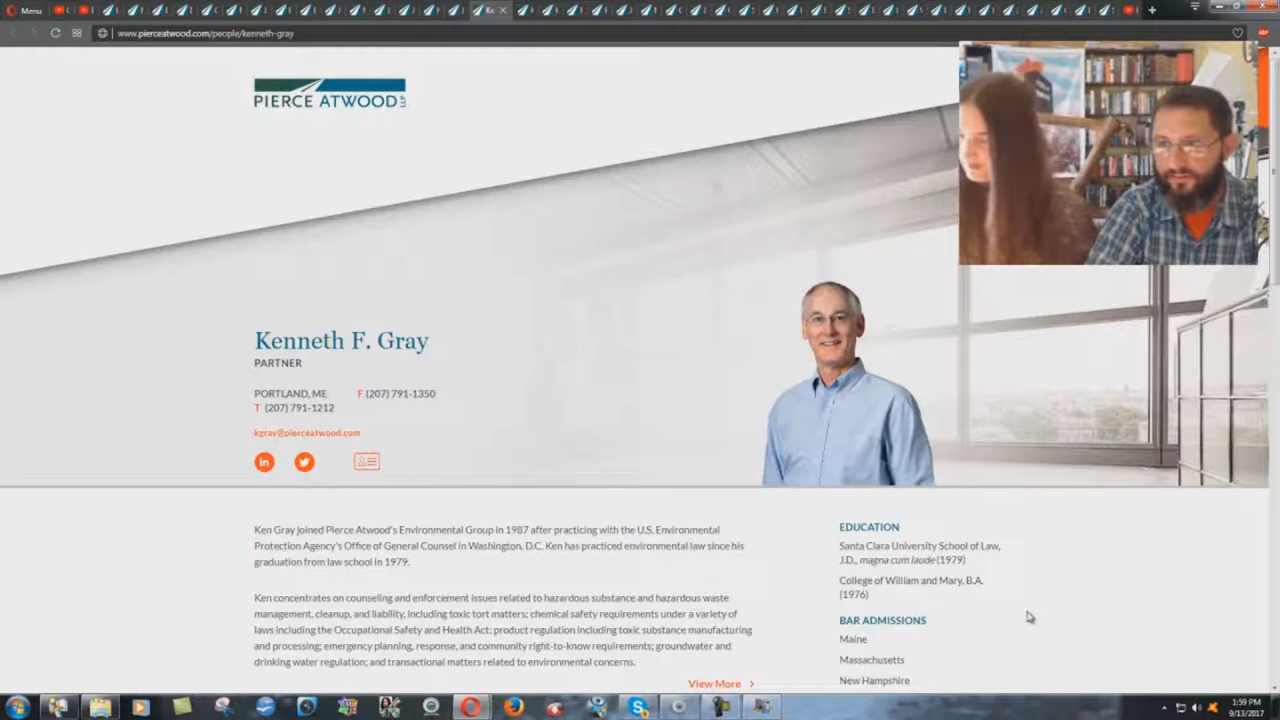 Menu
www.pierceatwood.com/people/kenneth-gray
PIERCE ATWOOD LLP
Kenneth F. Gray
PARTNER
PORTLAND, ME F (207) 791-1350
T (207) 791-1212
kgray@pierceatwood.com
Ken Gray joined Pierce Atwood's Environmental Group in 1987 after practicing with the U.S. Environmental
Protection Agency's Office of General Counsel in Washington, D.C. Ken has practiced environmental law since his
graduation from law school in 1979.
Ken concentrates on counseling and enforcement issues related to hazardous substance and hazardous waste
management, cleanup, and liability, including toxic tort matters; chemical safety requirements under a variety of
laws including the Occupational Safety and Health Act; product regulation including toxic substance manufacturing
and processing; emergency planning, response, and community right-to-know requirements; groundwater and
drinking water regulation; and transactional matters related to environmental concerns.
View More
EDUCATION
Santa Clara University School of Law,
J.D., magna cum laude (1979)
College of William and Mary, B.A.
(1976)
BAR ADMISSIONS
Maine
Massachusetts
New Hampshire
1:59 PM
9/13/2017